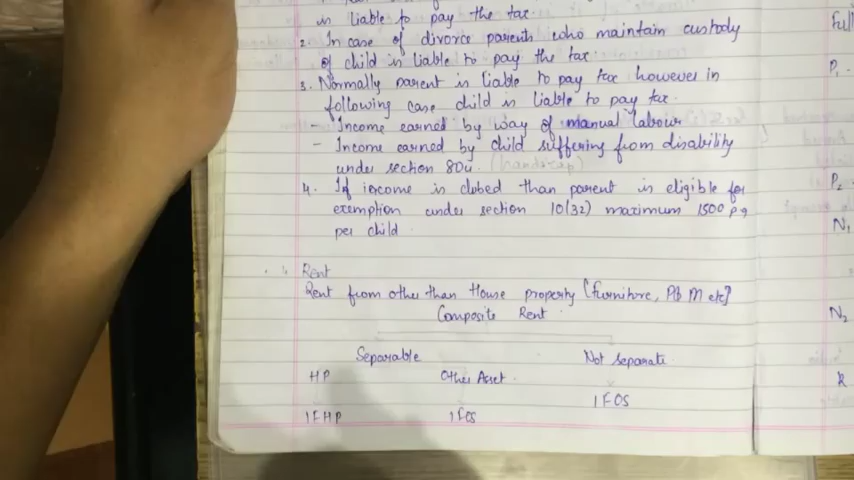 is liable to pay the tax.
2. In case of divorce parents who maintain custody
of child is liable to pay the tax.
3. Normally parent is liable to pay tax however in
following case child is liable to pay tax.
- Income earned by way of manual labour
- Income earned by child suffering from disability
under section 80u. (handicap)
4. If income is clubed than parent is eligible for
exemption under section 10(32) maximum 1500 p.a
per child.
Rent
Rent from other than House property [furniture, P& M etc]
Composite Rent
Separable Not separate
HP Other Asset
IFOS
IFHP IFOS
Full
P1
P2
N1
N2
k